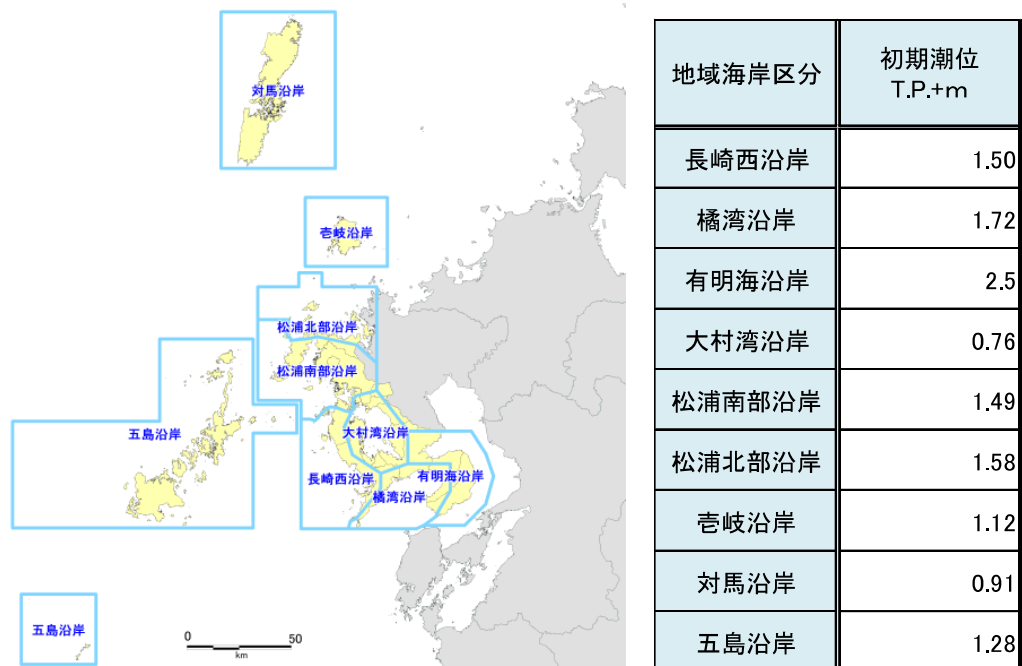 対馬沿岸
壱岐沿岸
松浦北部沿岸
松浦南部沿岸
五島沿岸
大村湾沿岸
長崎西沿岸
有明海沿岸
橘湾沿岸
五島沿岸
0 50
km
地域海岸区分 初期潮位
T.P.+m
長崎西沿岸 1.50
橘湾沿岸 1.72
有明海沿岸 2.5
大村湾沿岸 0.76
松浦南部沿岸 1.49
松浦北部沿岸 1.58
壱岐沿岸 1.12
対馬沿岸 0.91
五島沿岸 1.28